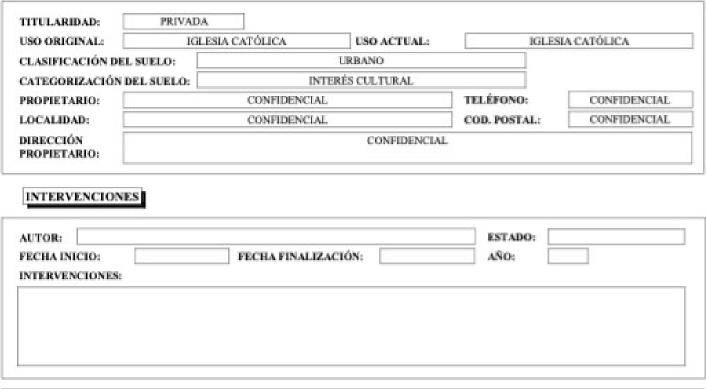 TITULARIDAD: PRIVADA
USO ORIGINAL: IGLESIA CATÓLICA USO ACTUAL: IGLESIA CATÓLICA
CLASIFICACIÓN DEL SUELO: URBANO
CATEGORIZACIÓN DEL SUELO: INTERÉS CULTURAL
PROPIETARIO: CONFIDENCIAL TELÉFONO: CONFIDENCIAL
LOCALIDAD: CONFIDENCIAL COD. POSTAL: CONFIDENCIAL
DIRECCIÓN CONFIDENCIAL
PROPIETARIO:
INTERVENCIONES
AUTOR: ESTADO:
FECHA INICIO: FECHA FINALIZACIÓN: AÑO:
INTERVENCIONES: